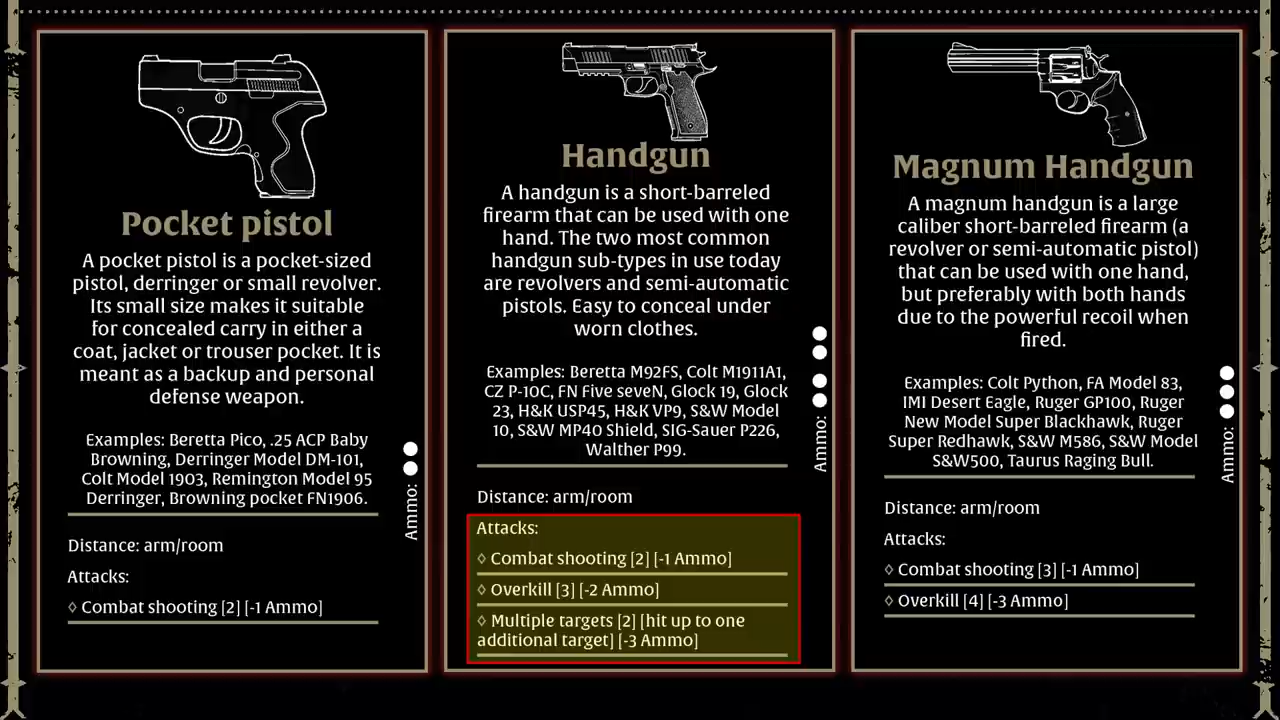 Pocket pistol
A pocket pistol is a pocket-sized
pistol, derringer or small revolver.
Its small size makes it suitable
for concealed carry in either a
coat, jacket or trouser pocket. It is
meant as a backup and personal
defense weapon.
Examples: Beretta Pico, .25 ACP Baby
Browning, Derringer Model DM-101,
Colt Model 1903, Remington Model 95
Derringer, Browning pocket FN1906.
Ammo:
Distance: arm/room
Attacks:
◊ Combat shooting [2] [-1 Ammo]
Handgun
A handgun is a short-barreled
firearm that can be used with one
hand. The two most common
handgun sub-types in use today
are revolvers and semi-automatic
pistols. Easy to conceal under
worn clothes.
Examples: Beretta M92FS, Colt M1911A1,
CZ P-10C, FN Five seveN, Glock 19, Glock
23, H&K USP45, H&K VP9, S&W Model
10, S&W MP40 Shield, SIG-Sauer P226,
Walther P99.
Ammo:
Distance: arm/room
Attacks:
◊ Combat shooting [2] [-1 Ammo]
◊ Overkill [3] [-2 Ammo]
◊ Multiple targets [2] [hit up to one
additional target] [-3 Ammo]
Magnum Handgun
A magnum handgun is a large
caliber short-barreled firearm (a
revolver or semi-automatic pistol)
that can be used with one hand,
but preferably with both hands
due to the powerful recoil when
fired.
Examples: Colt Python, FA Model 83,
IMI Desert Eagle, Ruger GP100, Ruger
New Model Super Blackhawk, Ruger
Super Redhawk, S&W M586, S&W Model
S&W500, Taurus Raging Bull.
Ammo:
Distance: arm/room
Attacks:
◊ Combat shooting [3] [-1 Ammo]
◊ Overkill [4] [-3 Ammo]